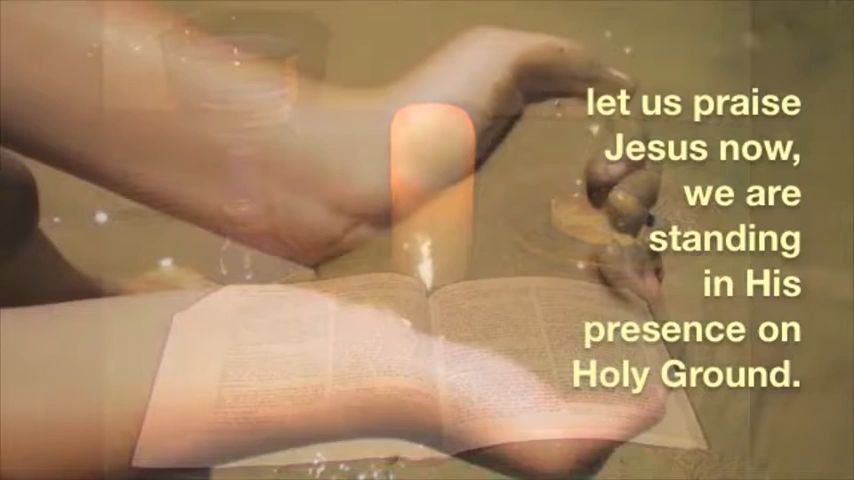 let us praise
Jesus now,
we are
standing
in His
presence on
Holy Ground.